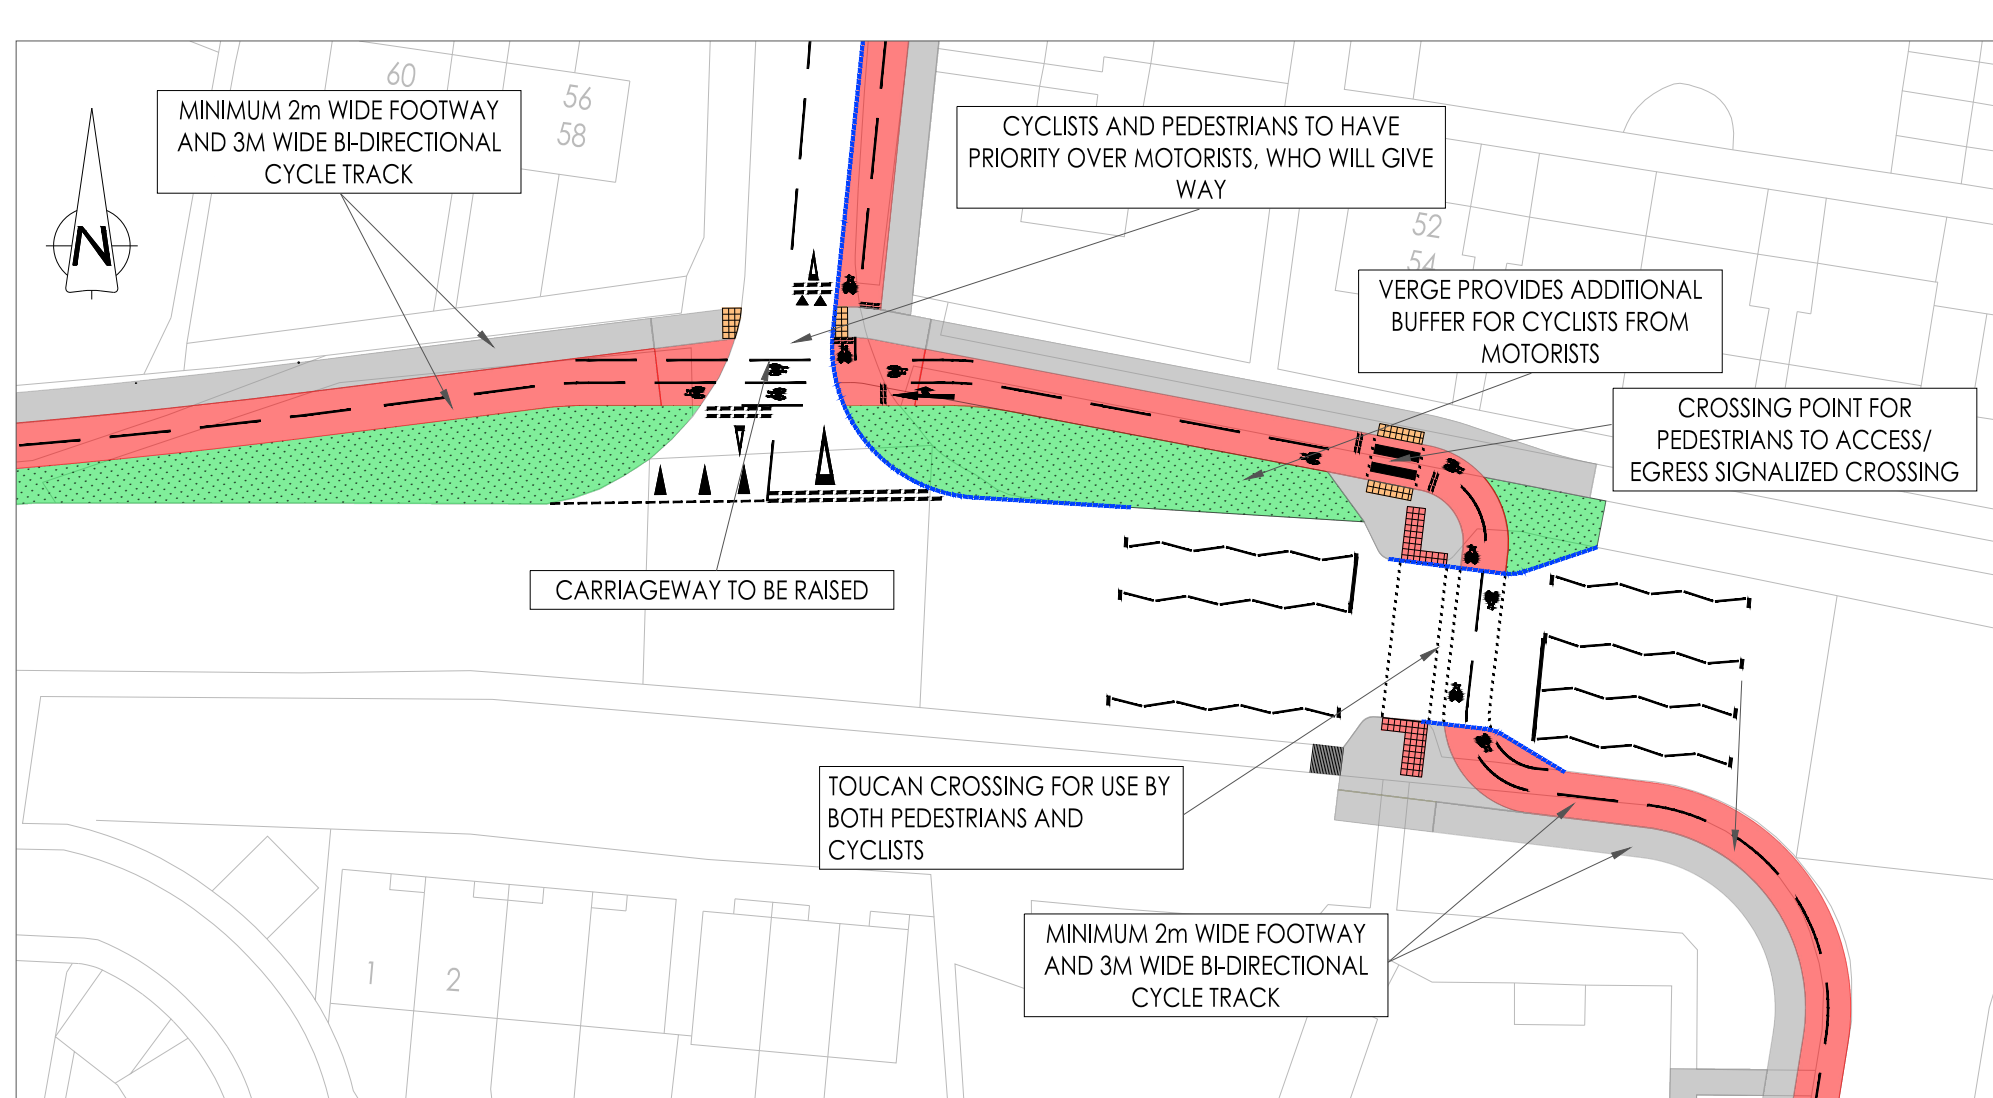 60
56
58
MINIMUM 2m WIDE FOOTWAY
AND 3M WIDE BI-DIRECTIONAL
CYCLE TRACK
CYCLISTS AND PEDESTRIANS TO HAVE
PRIORITY OVER MOTORISTS, WHO WILL GIVE
WAY
N
52
54
VERGE PROVIDES ADDITIONAL
BUFFER FOR CYCLISTS FROM
MOTORISTS
CROSSING POINT FOR
PEDESTRIANS TO ACCESS/
EGRESS SIGNALIZED CROSSING
CARRIAGEWAY TO BE RAISED
TOUCAN CROSSING FOR USE BY
BOTH PEDESTRIANS AND
CYCLISTS
MINIMUM 2m WIDE FOOTWAY
AND 3M WIDE BI-DIRECTIONAL
CYCLE TRACK
1
2